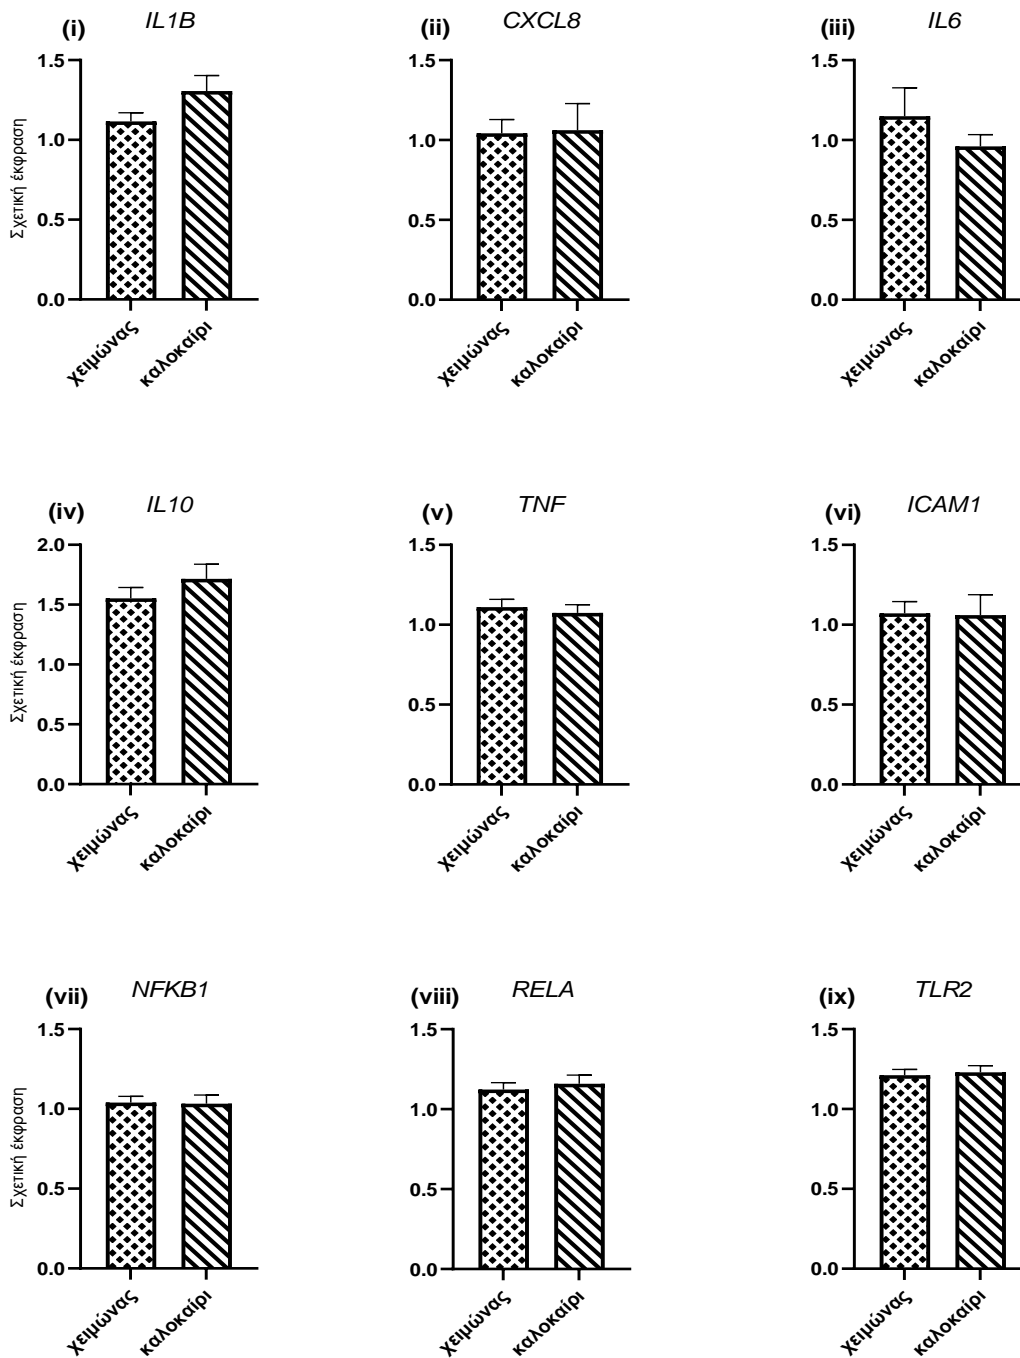 (i) IL1B
Σχετική έκφραση
1.5
1.0
0.5
0.0
χειμώνας
καλοκαίρι
(ii) CXCL8
1.5
1.0
0.5
0.0
χειμώνας
καλοκαίρι
(iii) IL6
1.5
1.0
0.5
0.0
χειμώνας
καλοκαίρι
(iv) IL10
Σχετική έκφραση
2.0
1.5
1.0
0.5
0.0
χειμώνας
καλοκαίρι
(v) TNF
1.5
1.0
0.5
0.0
χειμώνας
καλοκαίρι
(vi) ICAM1
1.5
1.0
0.5
0.0
χειμώνας
καλοκαίρι
(vii) NFKB1
Σχετική έκφραση
1.5
1.0
0.5
0.0
χειμώνας
καλοκαίρι
(viii) RELA
1.5
1.0
0.5
0.0
χειμώνας
καλοκαίρι
(ix) TLR2
1.5
1.0
0.5
0.0
χειμώνας
καλοκαίρι